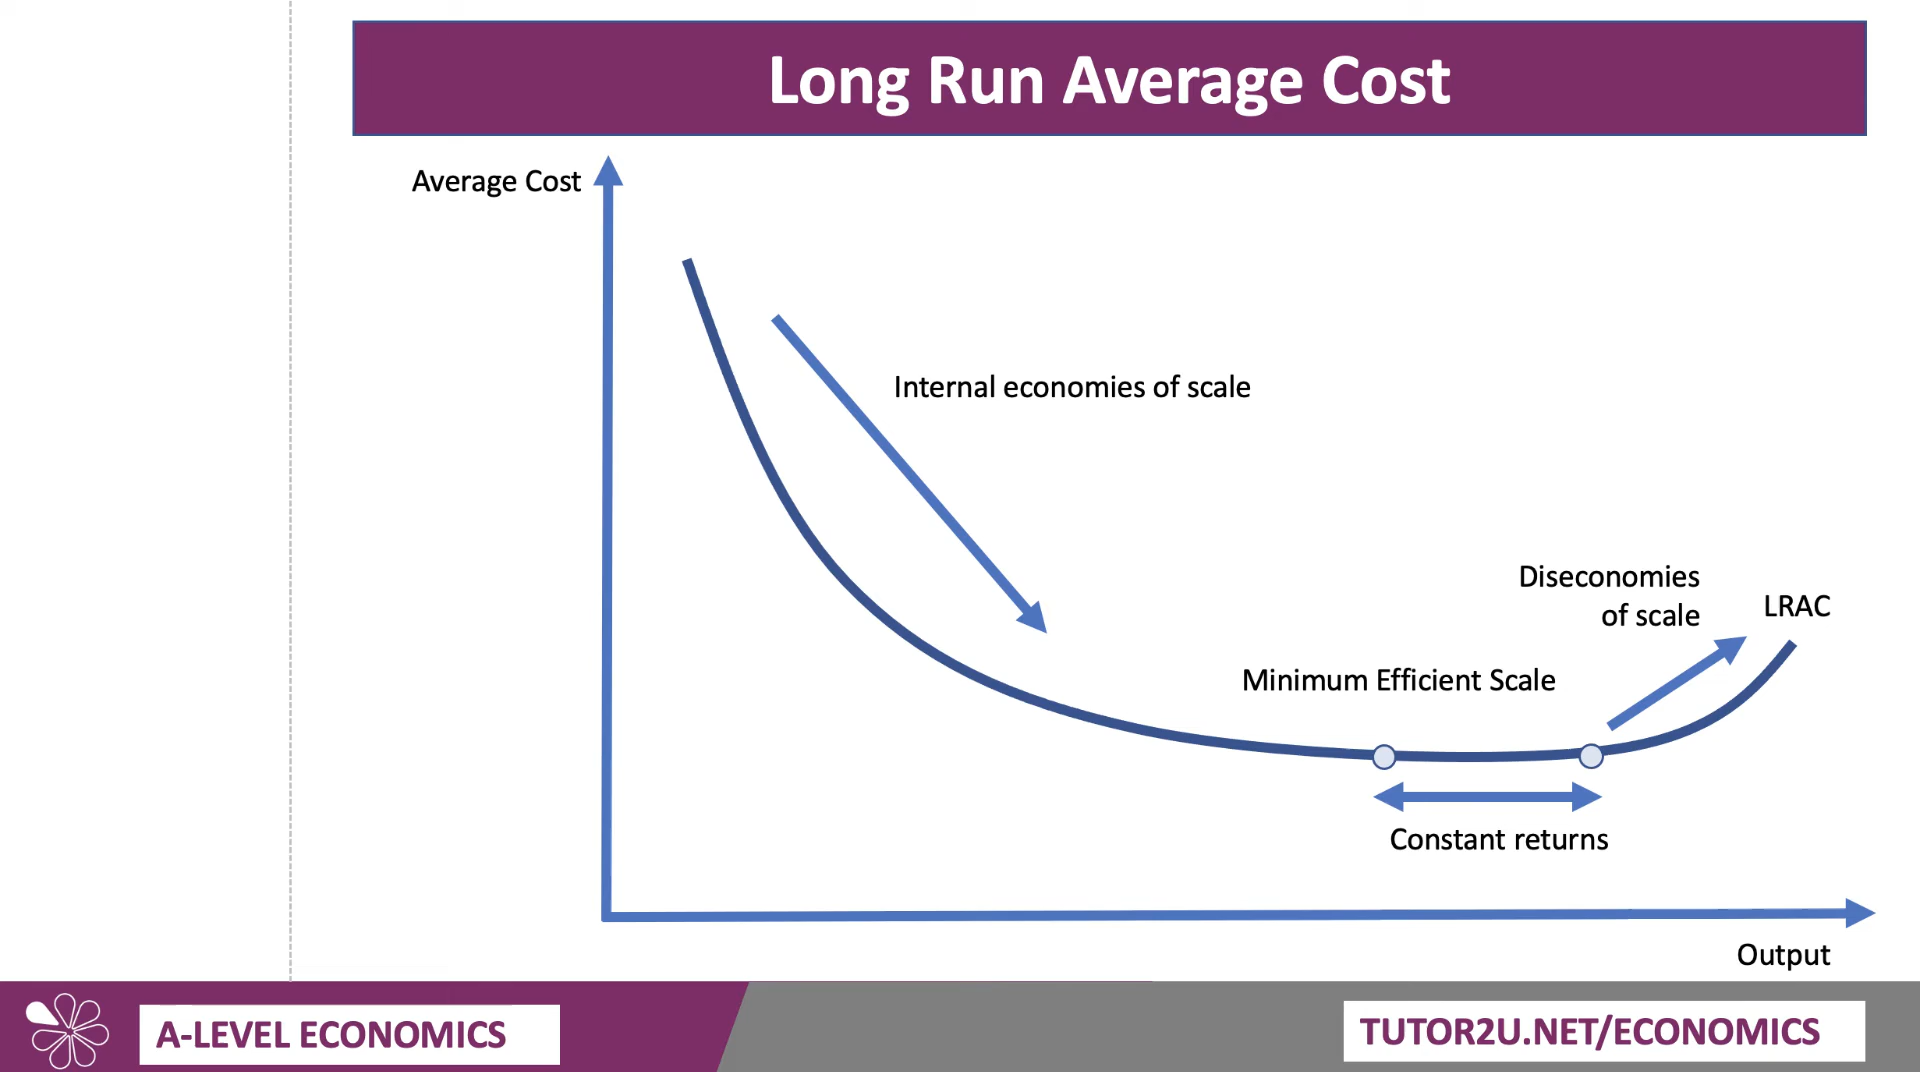 Long Run Average Cost
Average Cost
Internal economies of scale
Diseconomies
of scale
LRAC
Minimum Efficient Scale
Constant returns
Output
A-LEVEL ECONOMICS
TUTOR2U.NET/ECONOMICS